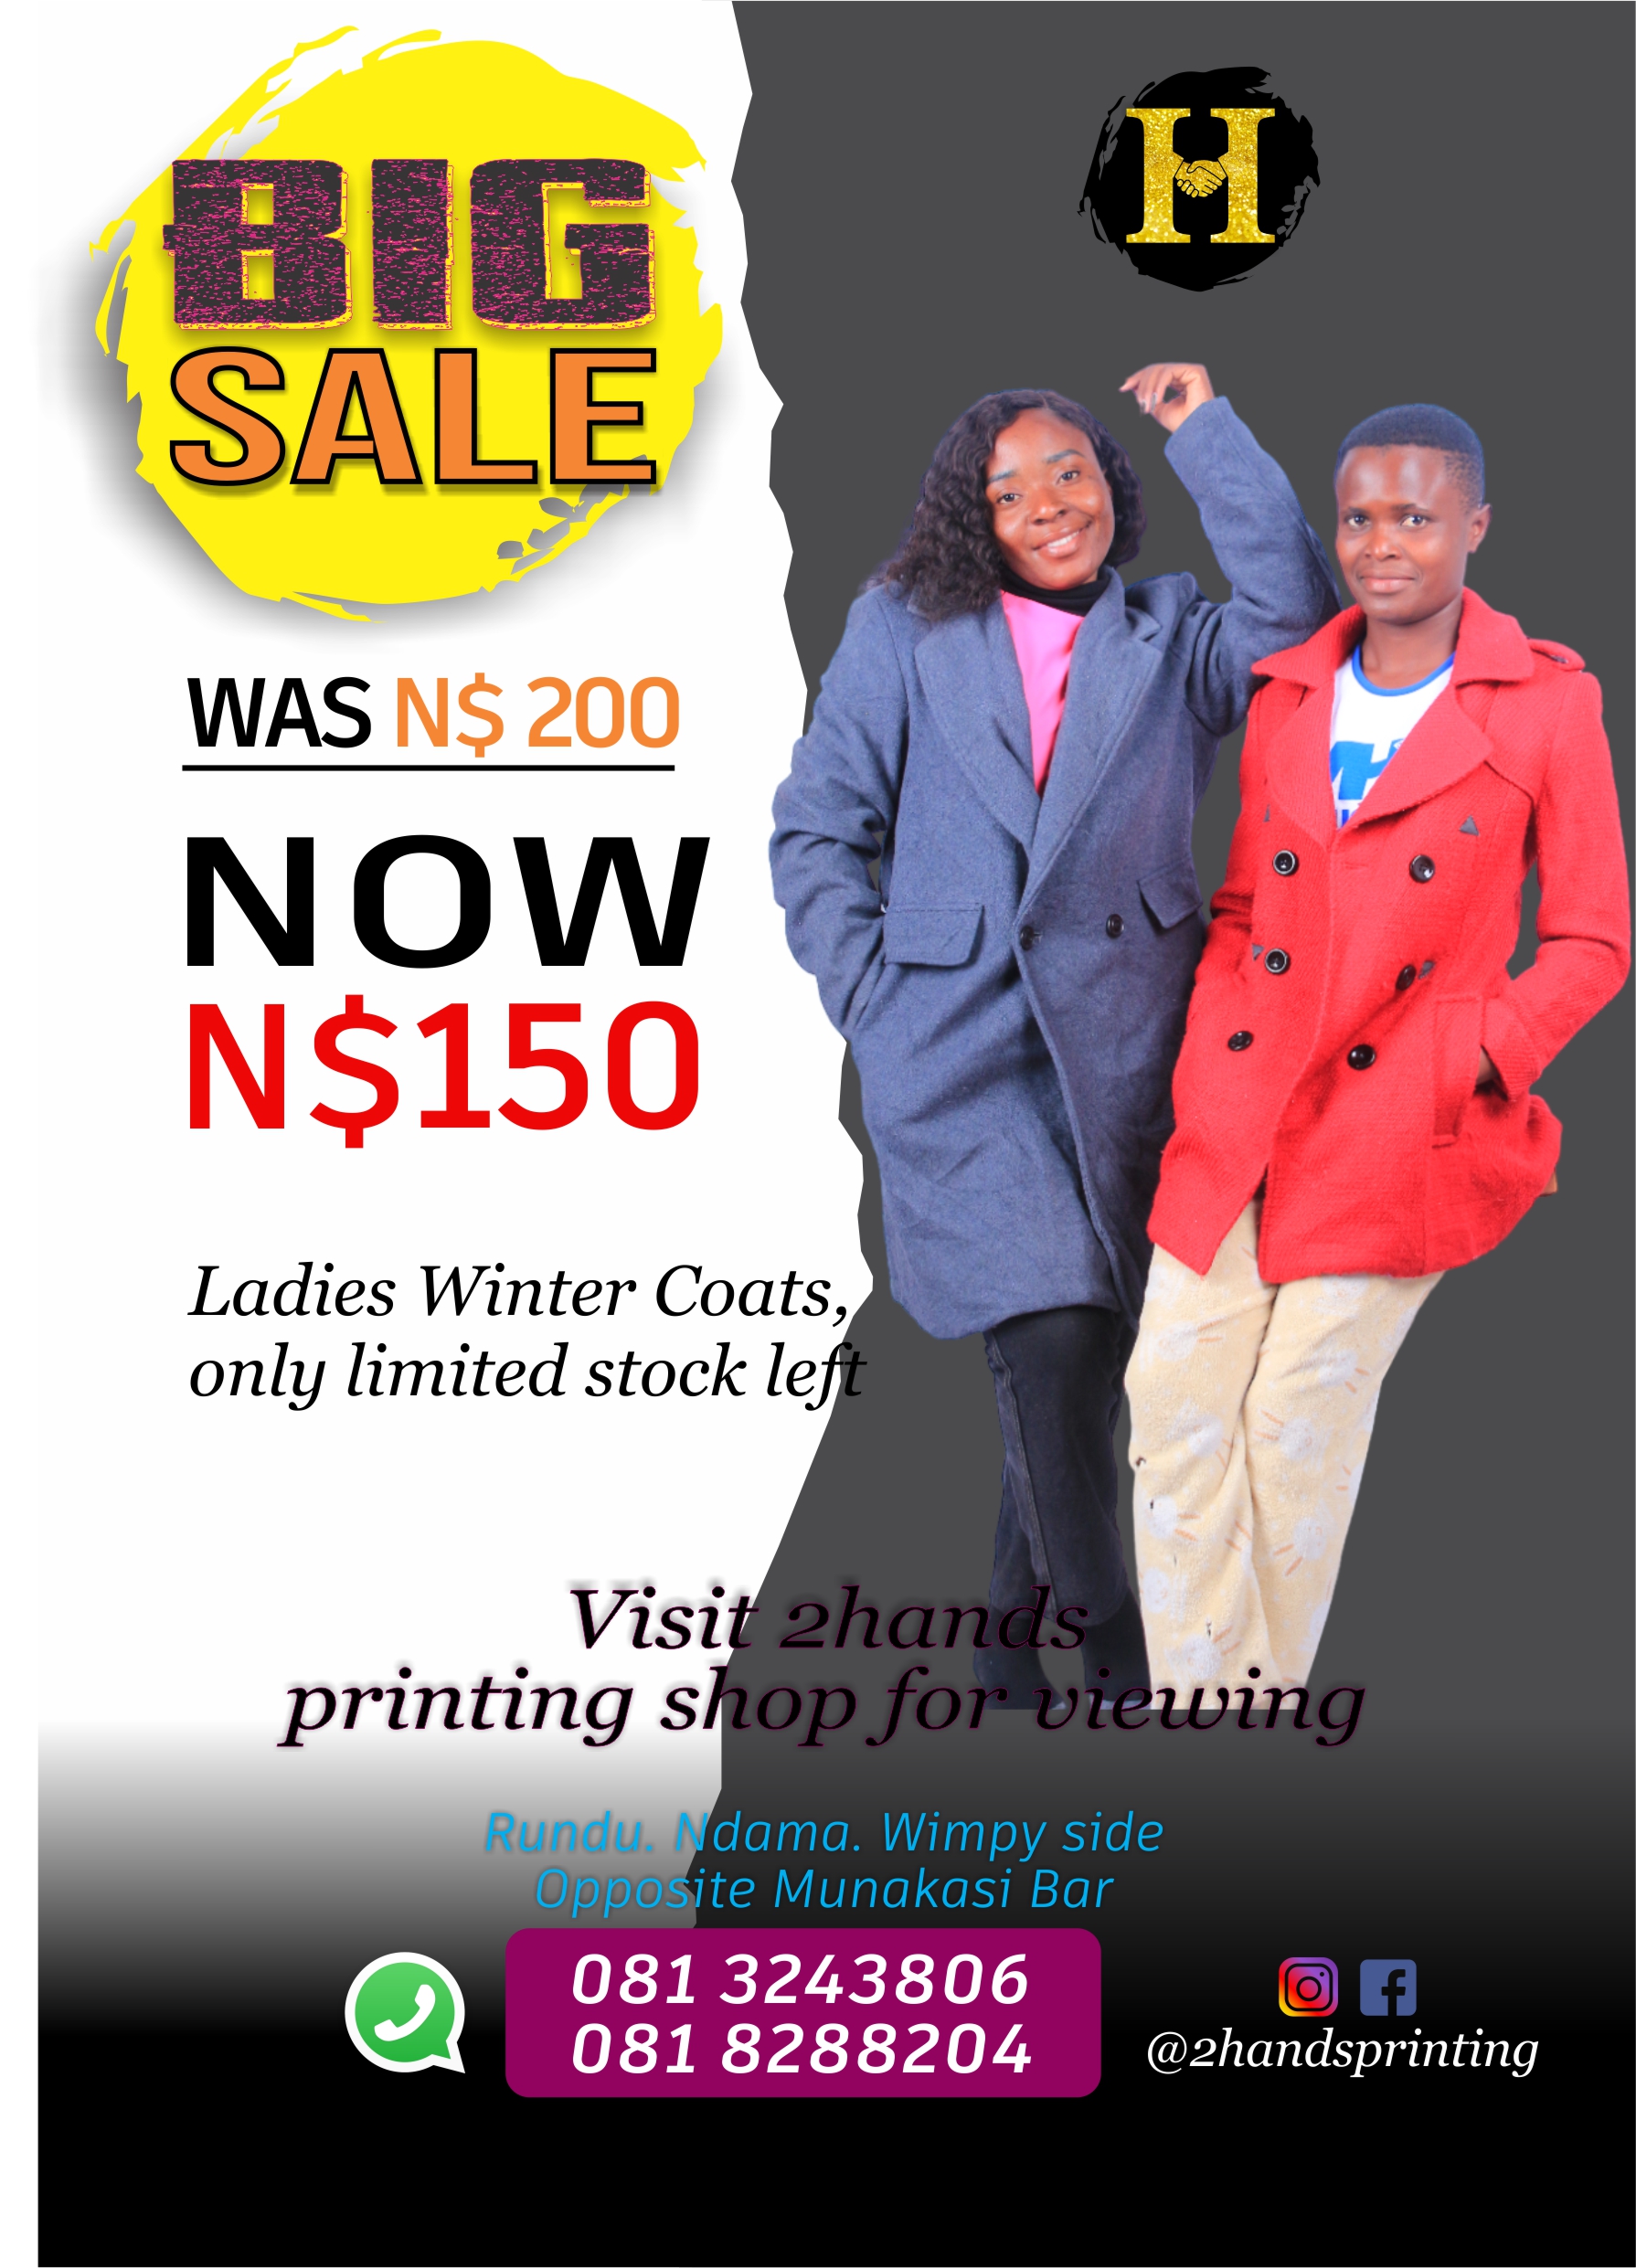 BIG
SALE
H
WAS N$ 200
NOW
N$150
Ladies Winter Coats,
only limited stock left
Visit 2hands
printing shop for viewing
Rundu. Ndama. Wimpy side
Opposite Munakasi Bar
081 3243806
081 8288204
@2handsprinting